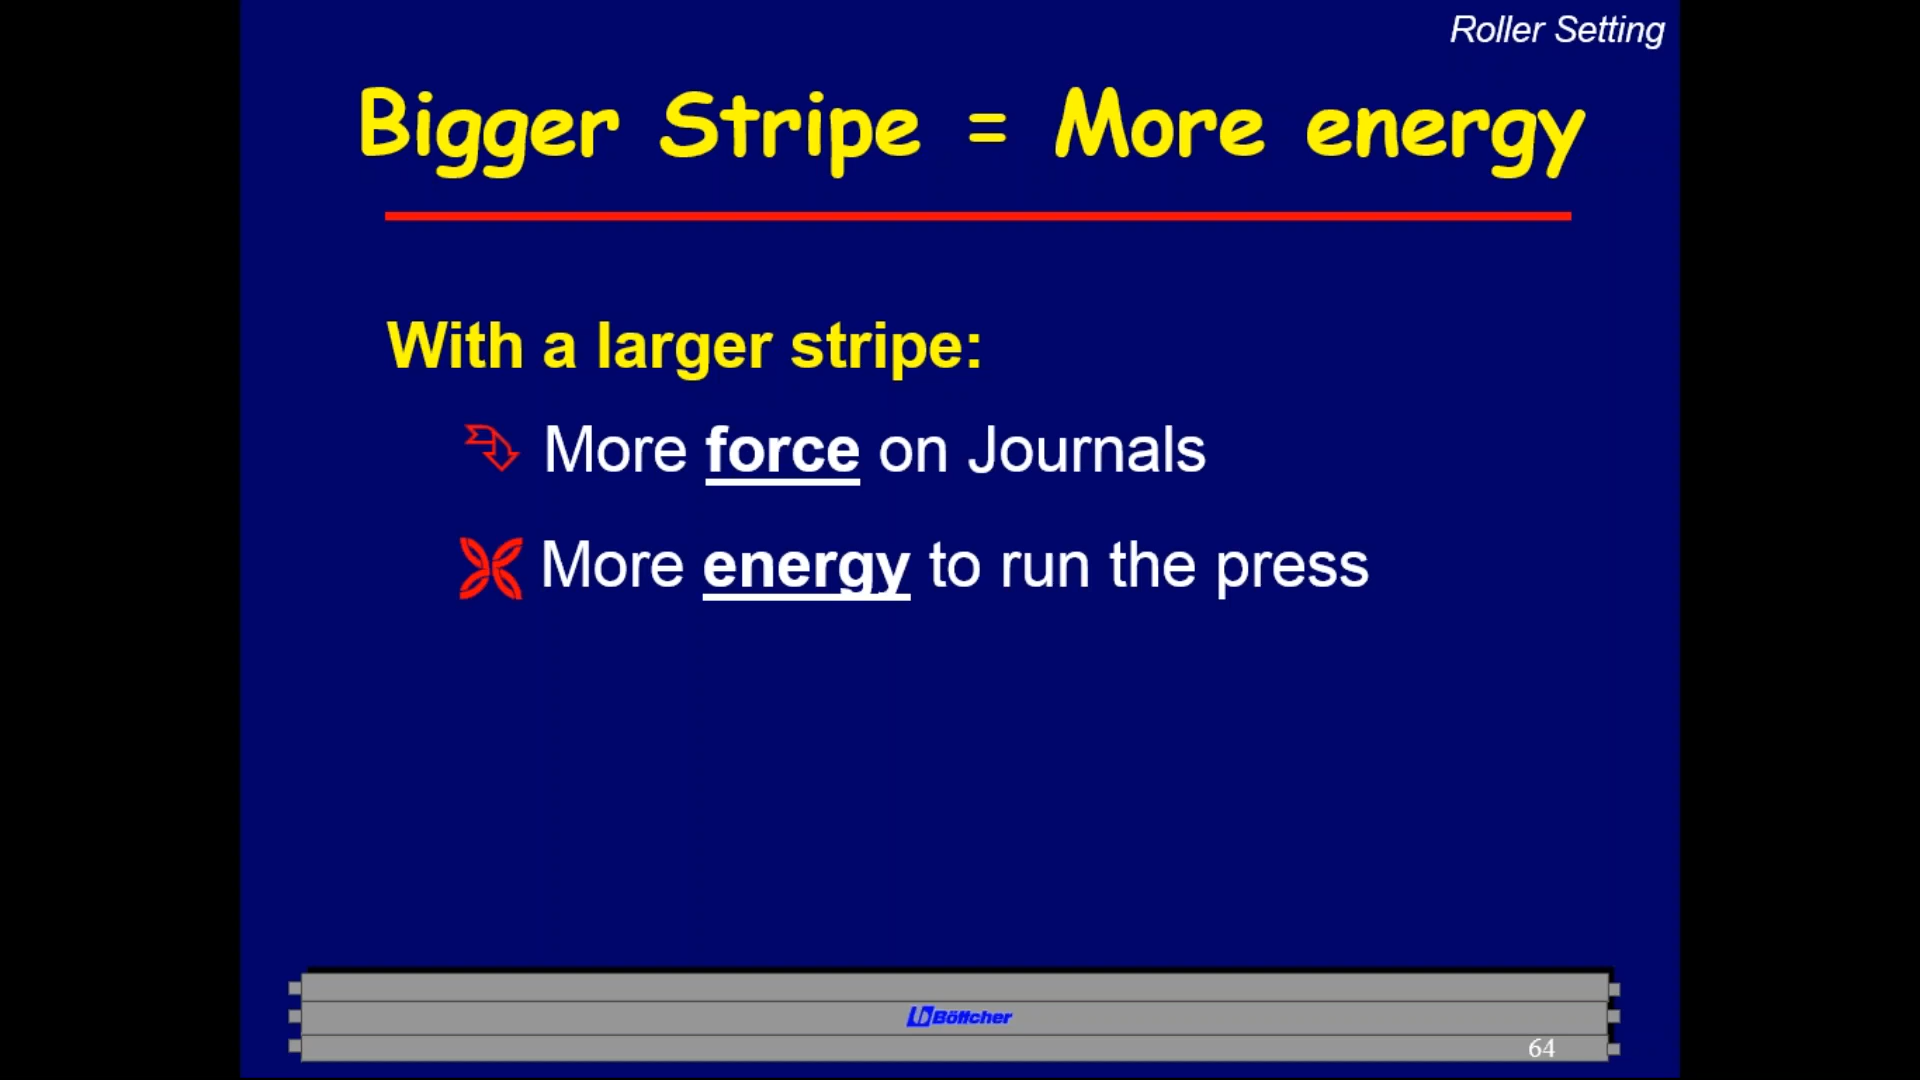 Roller Setting
Bigger Stripe = More energy
With a larger stripe:
More force on Journals
More energy to run the press
Böttcher
64